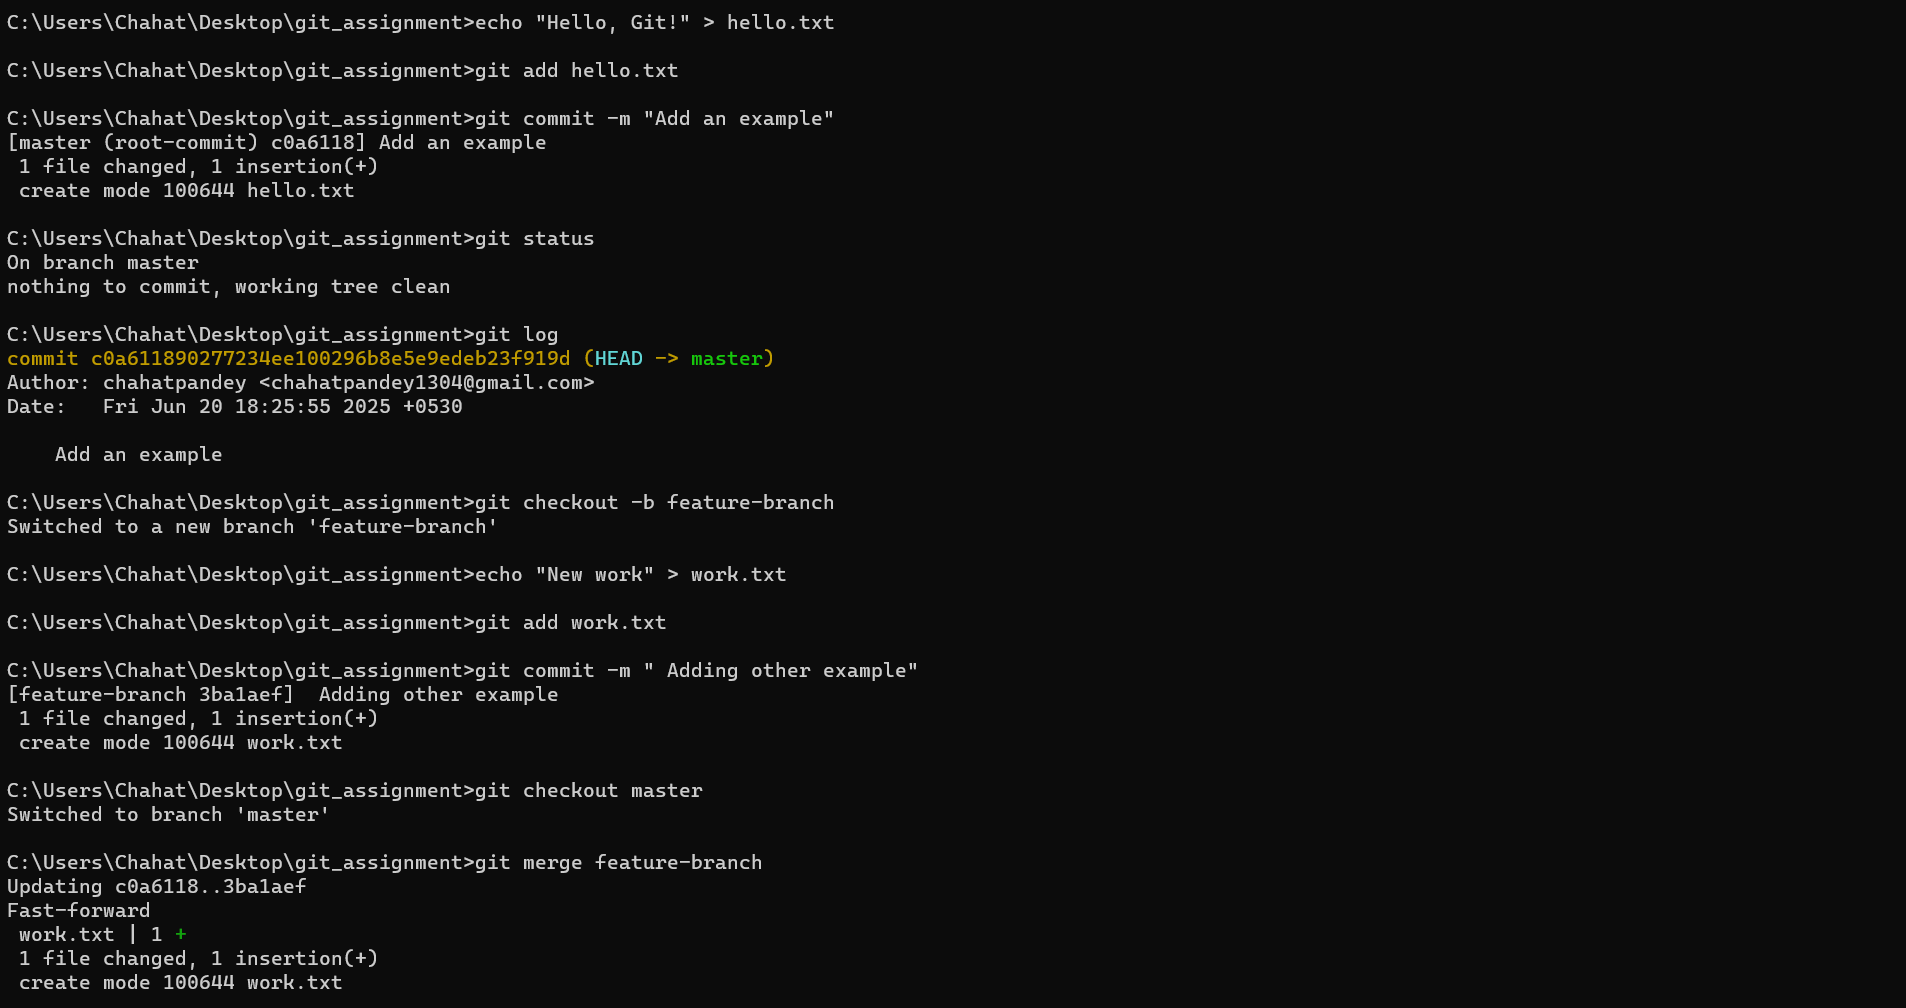 C:\Users\Chahat\Desktop\git_assignment>echo "Hello, Git!" > hello.txt
C:\Users\Chahat\Desktop\git_assignment>git add hello.txt
C:\Users\Chahat\Desktop\git_assignment>git commit -m "Add an example"
[master (root-commit) c0a6118] Add an example
 1 file changed, 1 insertion(+)
 create mode 100644 hello.txt
C:\Users\Chahat\Desktop\git_assignment>git status
On branch master
nothing to commit, working tree clean
C:\Users\Chahat\Desktop\git_assignment>git log
commit c0a611890277234ee100296b8e5e9edeb23f919d (HEAD -> master)
Author: chahatpandey <chahatpandey1304@gmail.com>
Date:   Fri Jun 20 18:25:55 2025 +0530
    Add an example
C:\Users\Chahat\Desktop\git_assignment>git checkout -b feature-branch
Switched to a new branch 'feature-branch'
C:\Users\Chahat\Desktop\git_assignment>echo "New work" > work.txt
C:\Users\Chahat\Desktop\git_assignment>git add work.txt
C:\Users\Chahat\Desktop\git_assignment>git commit -m " Adding other example"
[feature-branch 3ba1aef]  Adding other example
 1 file changed, 1 insertion(+)
 create mode 100644 work.txt
C:\Users\Chahat\Desktop\git_assignment>git checkout master
Switched to branch 'master'
C:\Users\Chahat\Desktop\git_assignment>git merge feature-branch
Updating c0a6118..3ba1aef
Fast-forward
 work.txt | 1 +
 1 file changed, 1 insertion(+)
 create mode 100644 work.txt